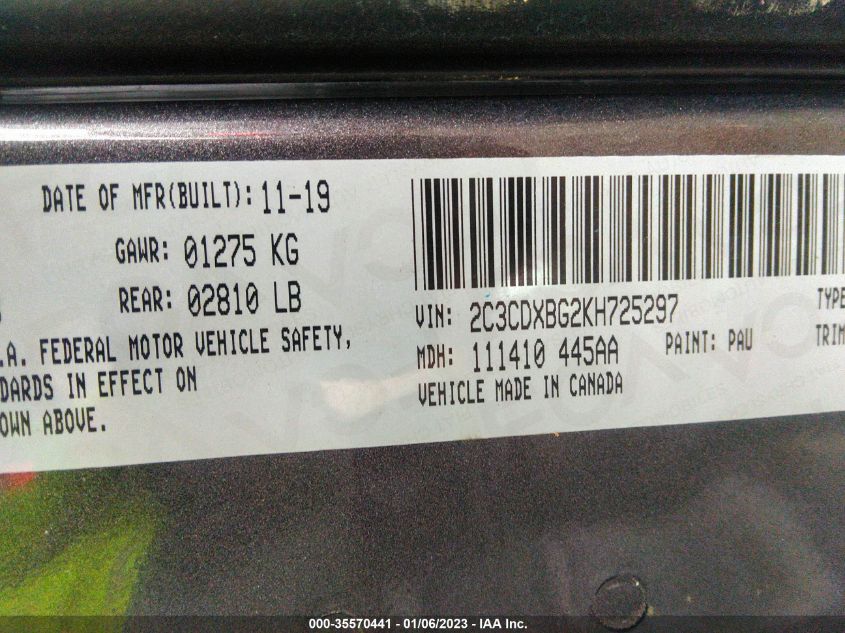 DATE OF MFR(BUILT): 11-19
GAWR: 01275 KG
REAR: 02810 LB
.A. FEDERAL MOTOR VEHICLE SAFETY,
DARDS IN EFFECT ON
OWN ABOVE.
VIN: 2C3CDXBG2KH725297
TYPE
MDH: 111410 445AA
PAINT: PAU
TRIM
VEHICLE MADE IN CANADA
000-35570441 - 01/06/2023 - IAA Inc.